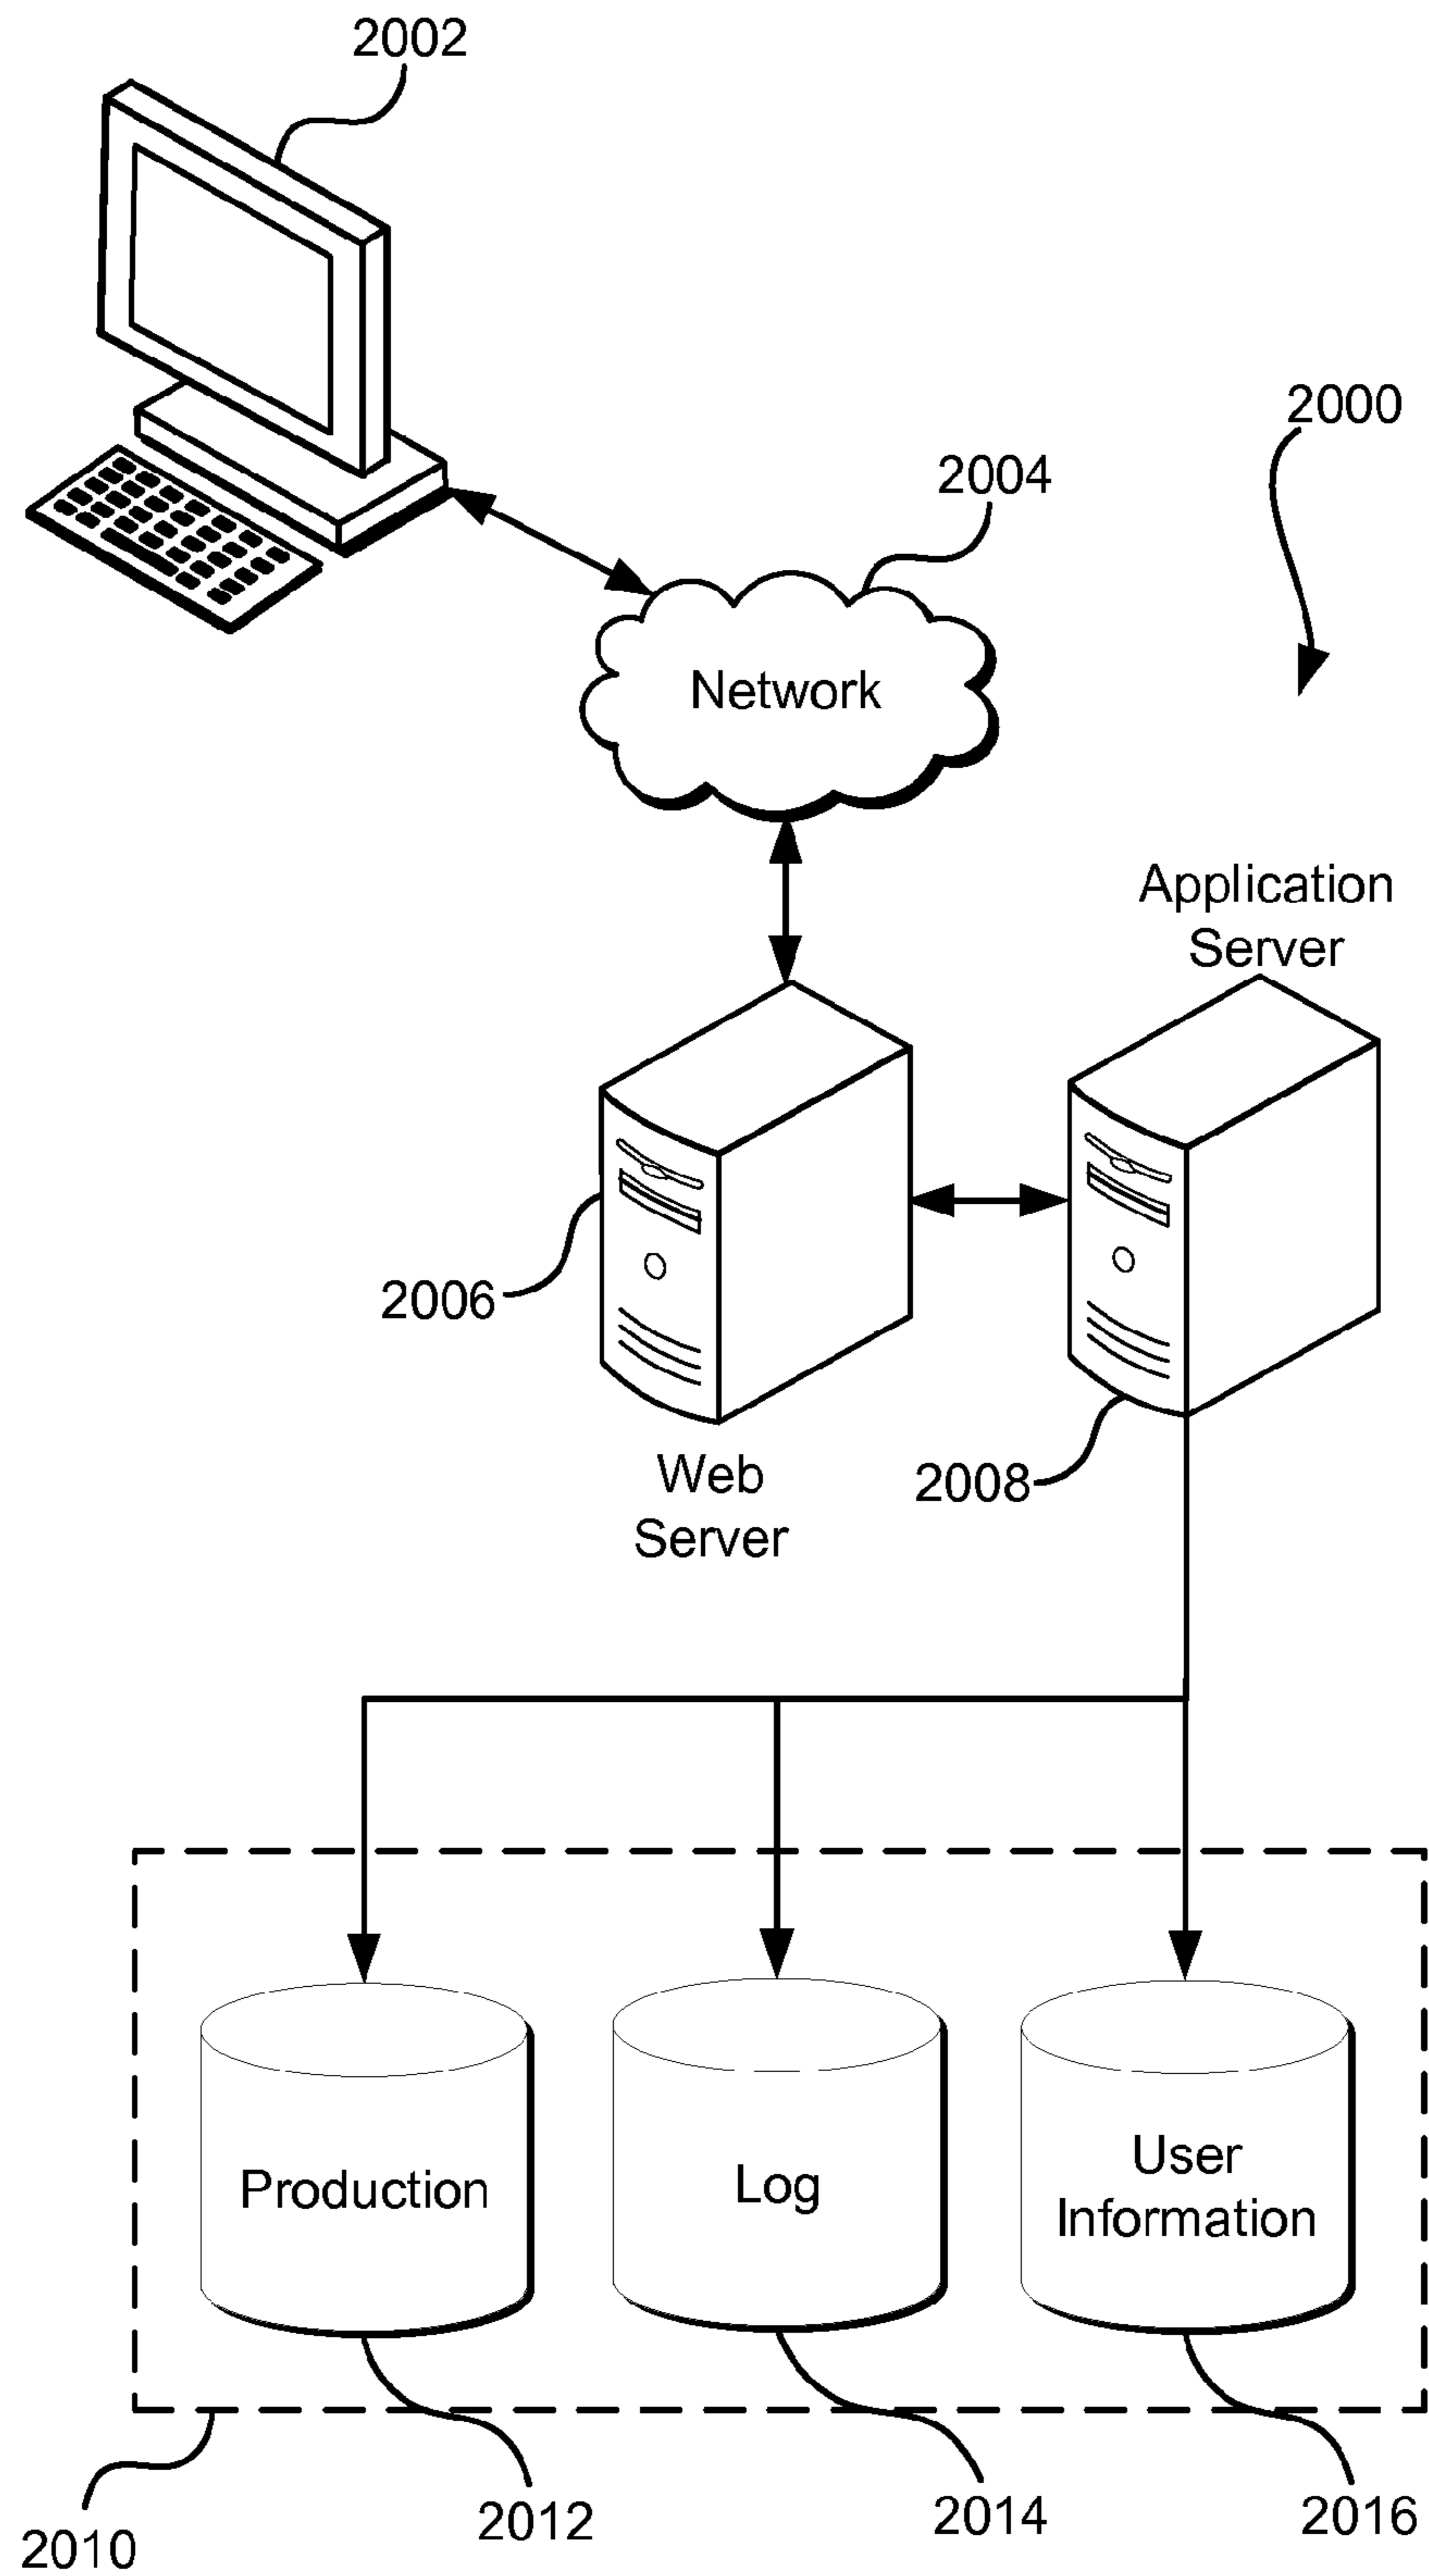 2002
2000
2004
Network
Application
Server
2006
2008
Web
Server
Production
Log
User
Information
2010
2012
2014
2016